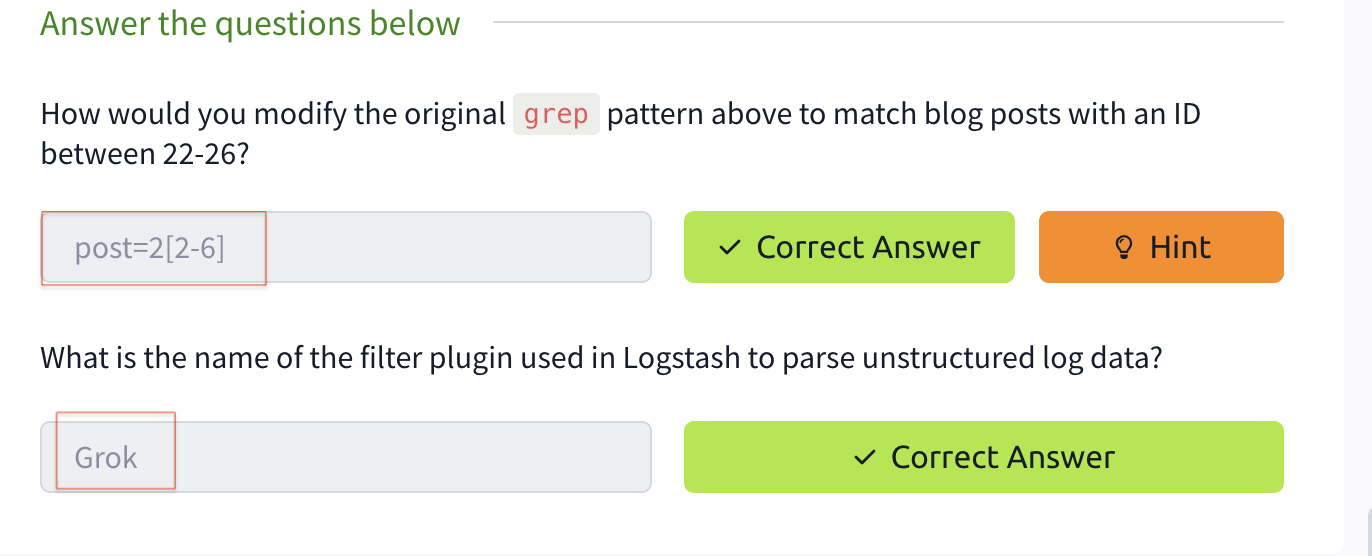 Answer the questions below
How would you modify the original grep pattern above to match blog posts with an ID
between 22-26?
post=2[2-6]
Correct Answer
Hint
What is the name of the filter plugin used in Logstash to parse unstructured log data?
Grok
Correct Answer